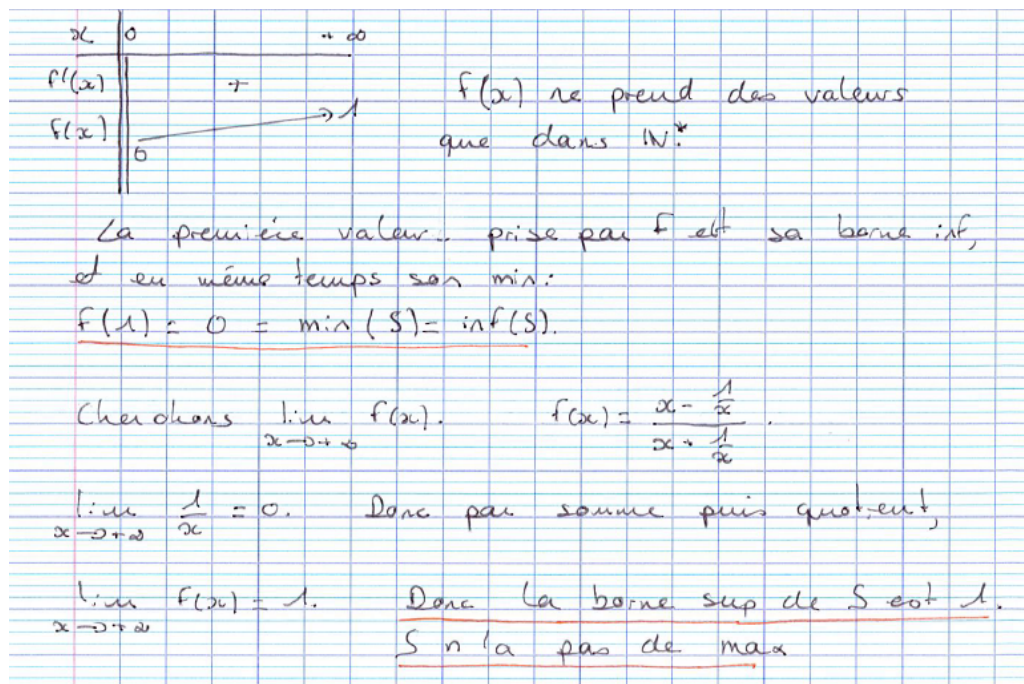 x 0 +∞
f'(x) +
f(x) 0 1
f(x) ne prend des valeurs
que dans ℕ*.
La première valeur prise par f est sa borne inf,
et en même temps son min:
f(1) = 0 = min (S) = inf(S).
Cherchons lim x→+∞ f(x). f(x) = (x - 1/x)/(x + 1/x).
lim x→+∞ 1/x = 0. Donc par somme puis quotient,
lim x→+∞ f(x) = 1. Donc la borne sup de S est 1.
S n'a pas de max